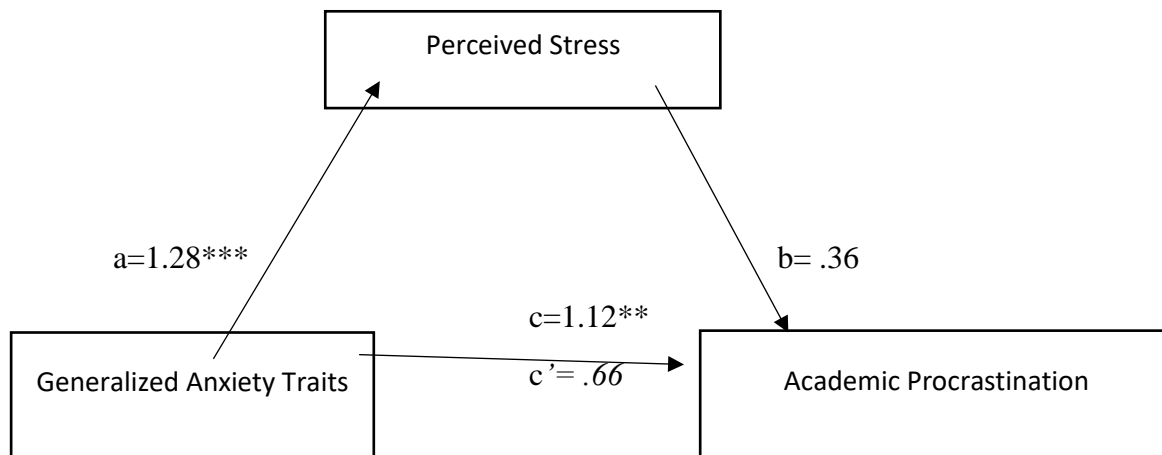 Perceived Stress
a=1.28***
b= .36
c=1.12**
c’= .66
Generalized Anxiety Traits
Academic Procrastination